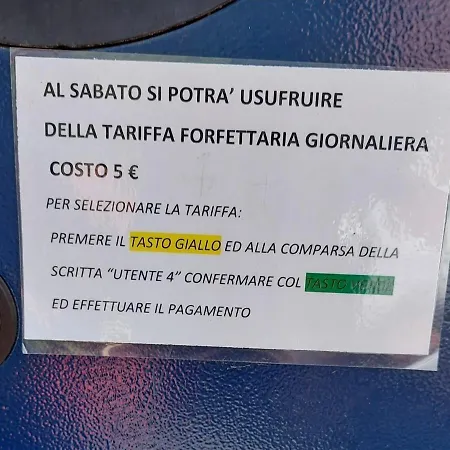 AL SABATO SI POTRA' USUFRUIRE
DELLA TARIFFA FORFETTARIA GIORNALIERA
COSTO 5 €
PER SELEZIONARE LA TARIFFA:
PREMERE IL TASTO GIALLO ED ALLA COMPARSA DELLA
SCRITTA "UTENTE 4" CONFERMARE COL TASTO VERDE
ED EFFETTUARE IL PAGAMENTO